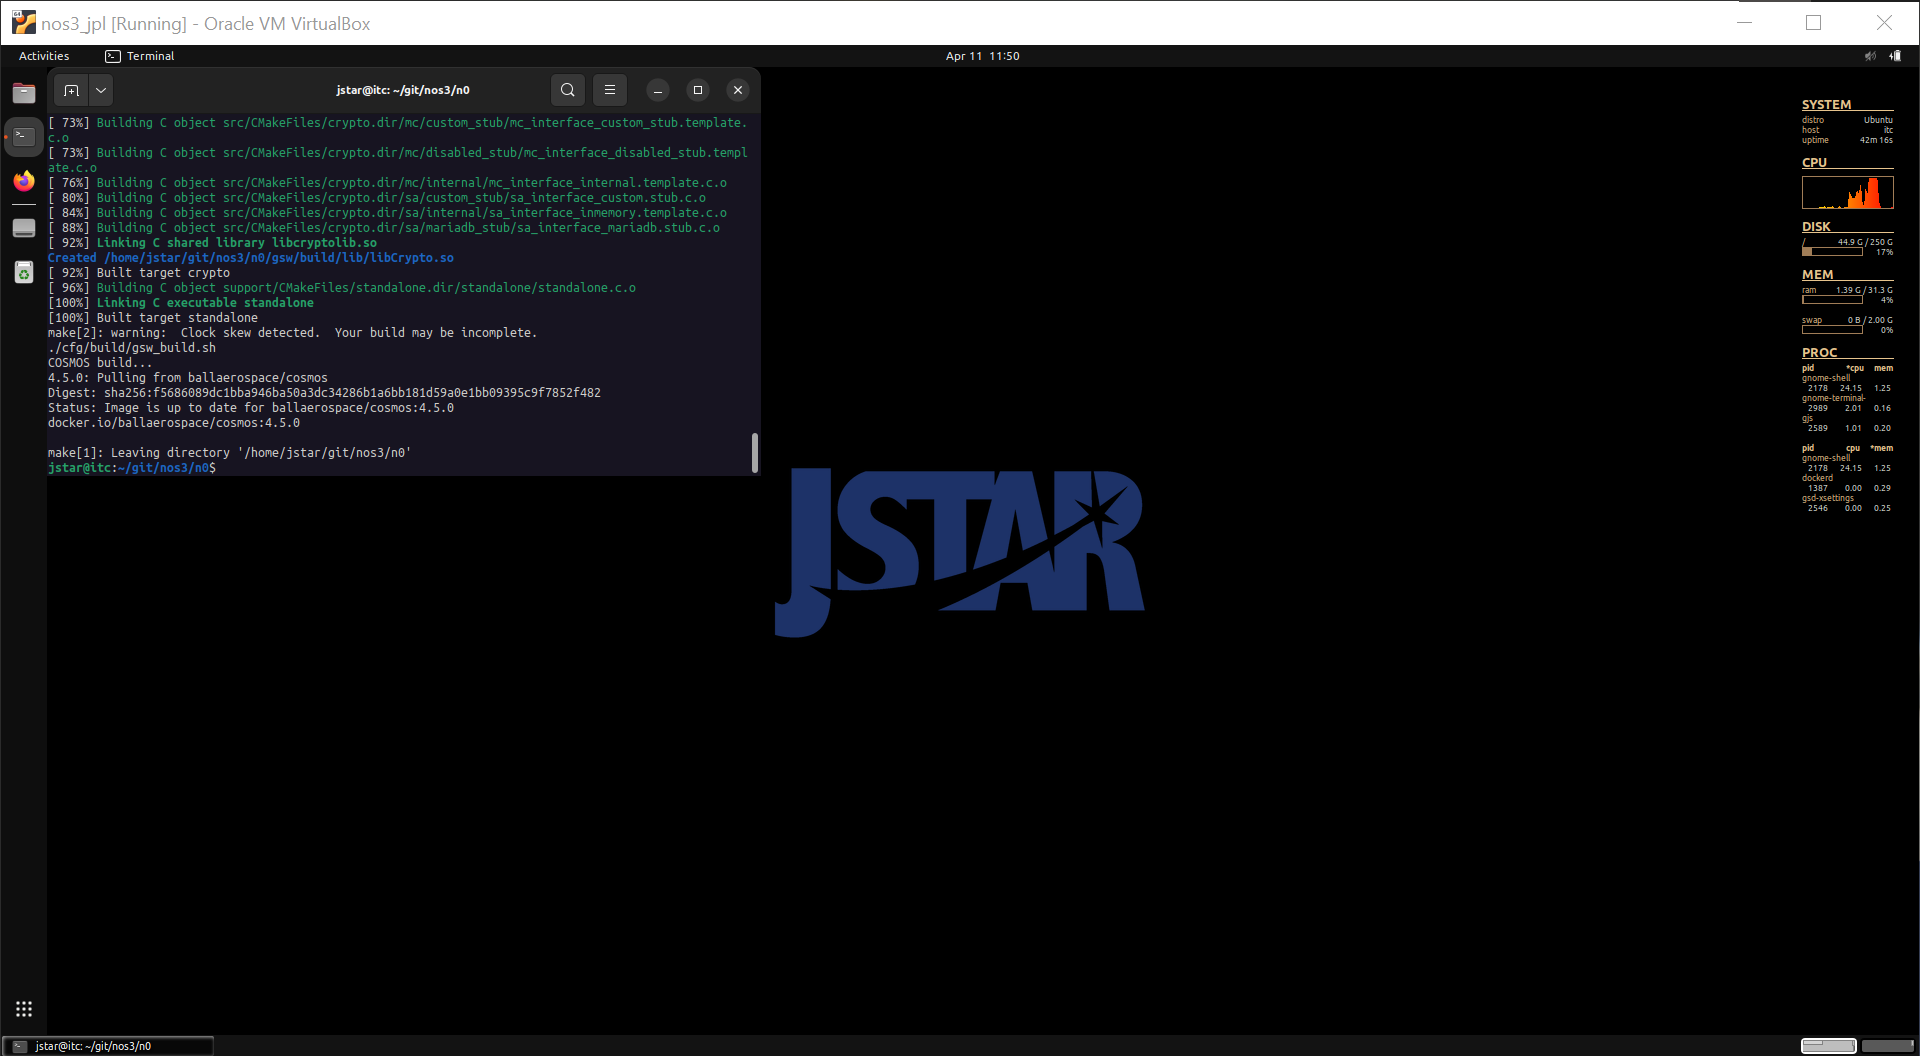 nos3_jpl [Running] - Oracle VM VirtualBox
Activities
Terminal
Apr 11 11:50
jstar@itc: ~/git/nos3/n0
[ 73%] Building C object src/CMakeFiles/crypto.dir/mc/custom_stub/mc_interface_custom_stub.template.
c.o
[ 73%] Building C object src/CMakeFiles/crypto.dir/mc/disabled_stub/mc_interface_disabled_stub.templ
ate.c.o
[ 76%] Building C object src/CMakeFiles/crypto.dir/mc/internal/mc_interface_internal.template.c.o
[ 80%] Building C object src/CMakeFiles/crypto.dir/sa/custom_stub/sa_interface_custom.stub.c.o
[ 84%] Building C object src/CMakeFiles/crypto.dir/sa/internal/sa_interface_inmemory.template.c.o
[ 88%] Building C object src/CMakeFiles/crypto.dir/sa/mariadb_stub/sa_interface_mariadb.stub.c.o
[ 92%] Linking C shared library libcryptolib.so
Created /home/jstar/git/nos3/n0/gsw/build/lib/libCrypto.so
[ 92%] Built target crypto
[ 96%] Building C object support/CMakeFiles/standalone.dir/standalone/standalone.c.o
[100%] Linking C executable standalone
[100%] Built target standalone
make[2]: warning:  Clock skew detected.  Your build may be incomplete.
./cfg/build/gsw_build.sh
COSMOS build...
4.5.0: Pulling from ballaerospace/cosmos
Digest: sha256:f5686089dc1bba946ba50a3dc34286b1a6bb181d59a0e1bb09395c9f7852f482
Status: Image is up to date for ballaerospace/cosmos:4.5.0
docker.io/ballaerospace/cosmos:4.5.0
make[1]: Leaving directory '/home/jstar/git/nos3/n0'
jstar@itc:~/git/nos3/n0$
JSTAR
SYSTEM
distro Ubuntu
host itc
uptime 42m 16s
CPU
DISK
/ 44.9 G / 250 G
17%
MEM
ram 1.39 G / 31.3 G
4%
swap 0 B / 2.00 G
0%
PROC
pid *cpu mem
gnome-shell
2178 24.15 1.25
gnome-terminal-
2989 2.01 0.16
gjs
2589 1.01 0.20
pid cpu *mem
gnome-shell
2178 24.15 1.25
dockerd
1387 0.00 0.29
gsd-xsettings
2546 0.00 0.25
jstar@itc: ~/git/nos3/n0